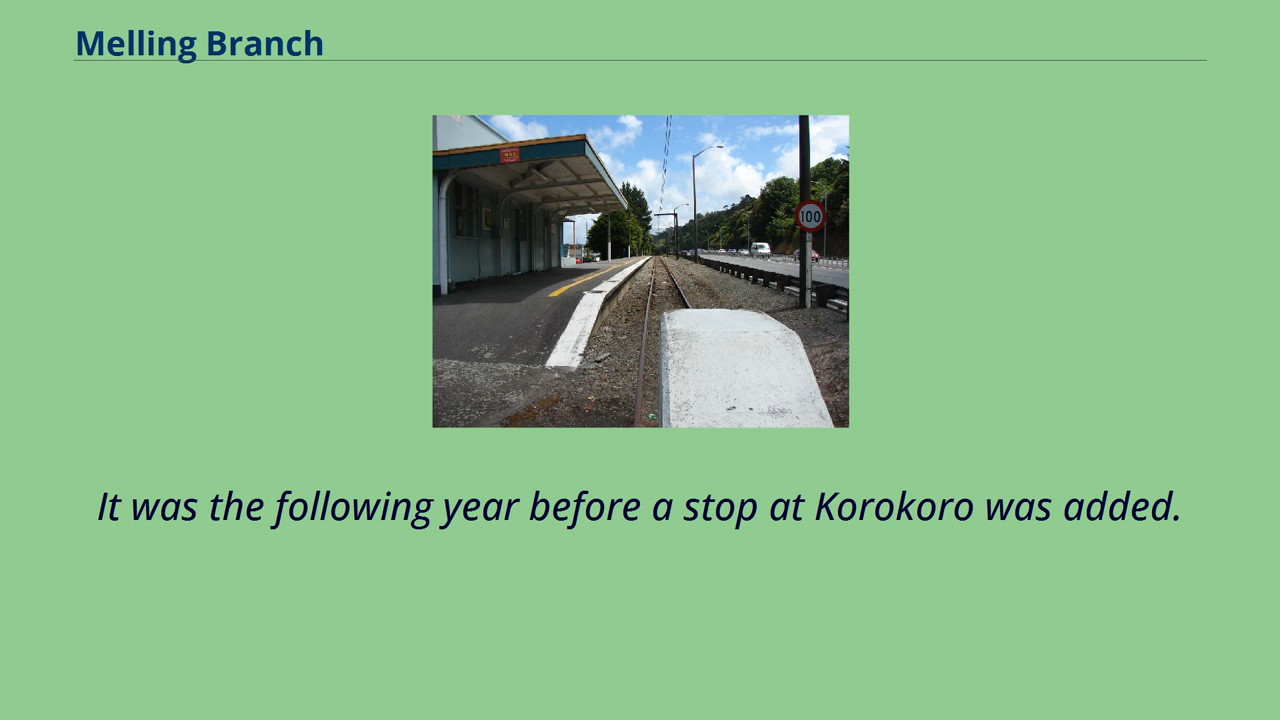 Melling Branch
100
It was the following year before a stop at Korokoro was added.